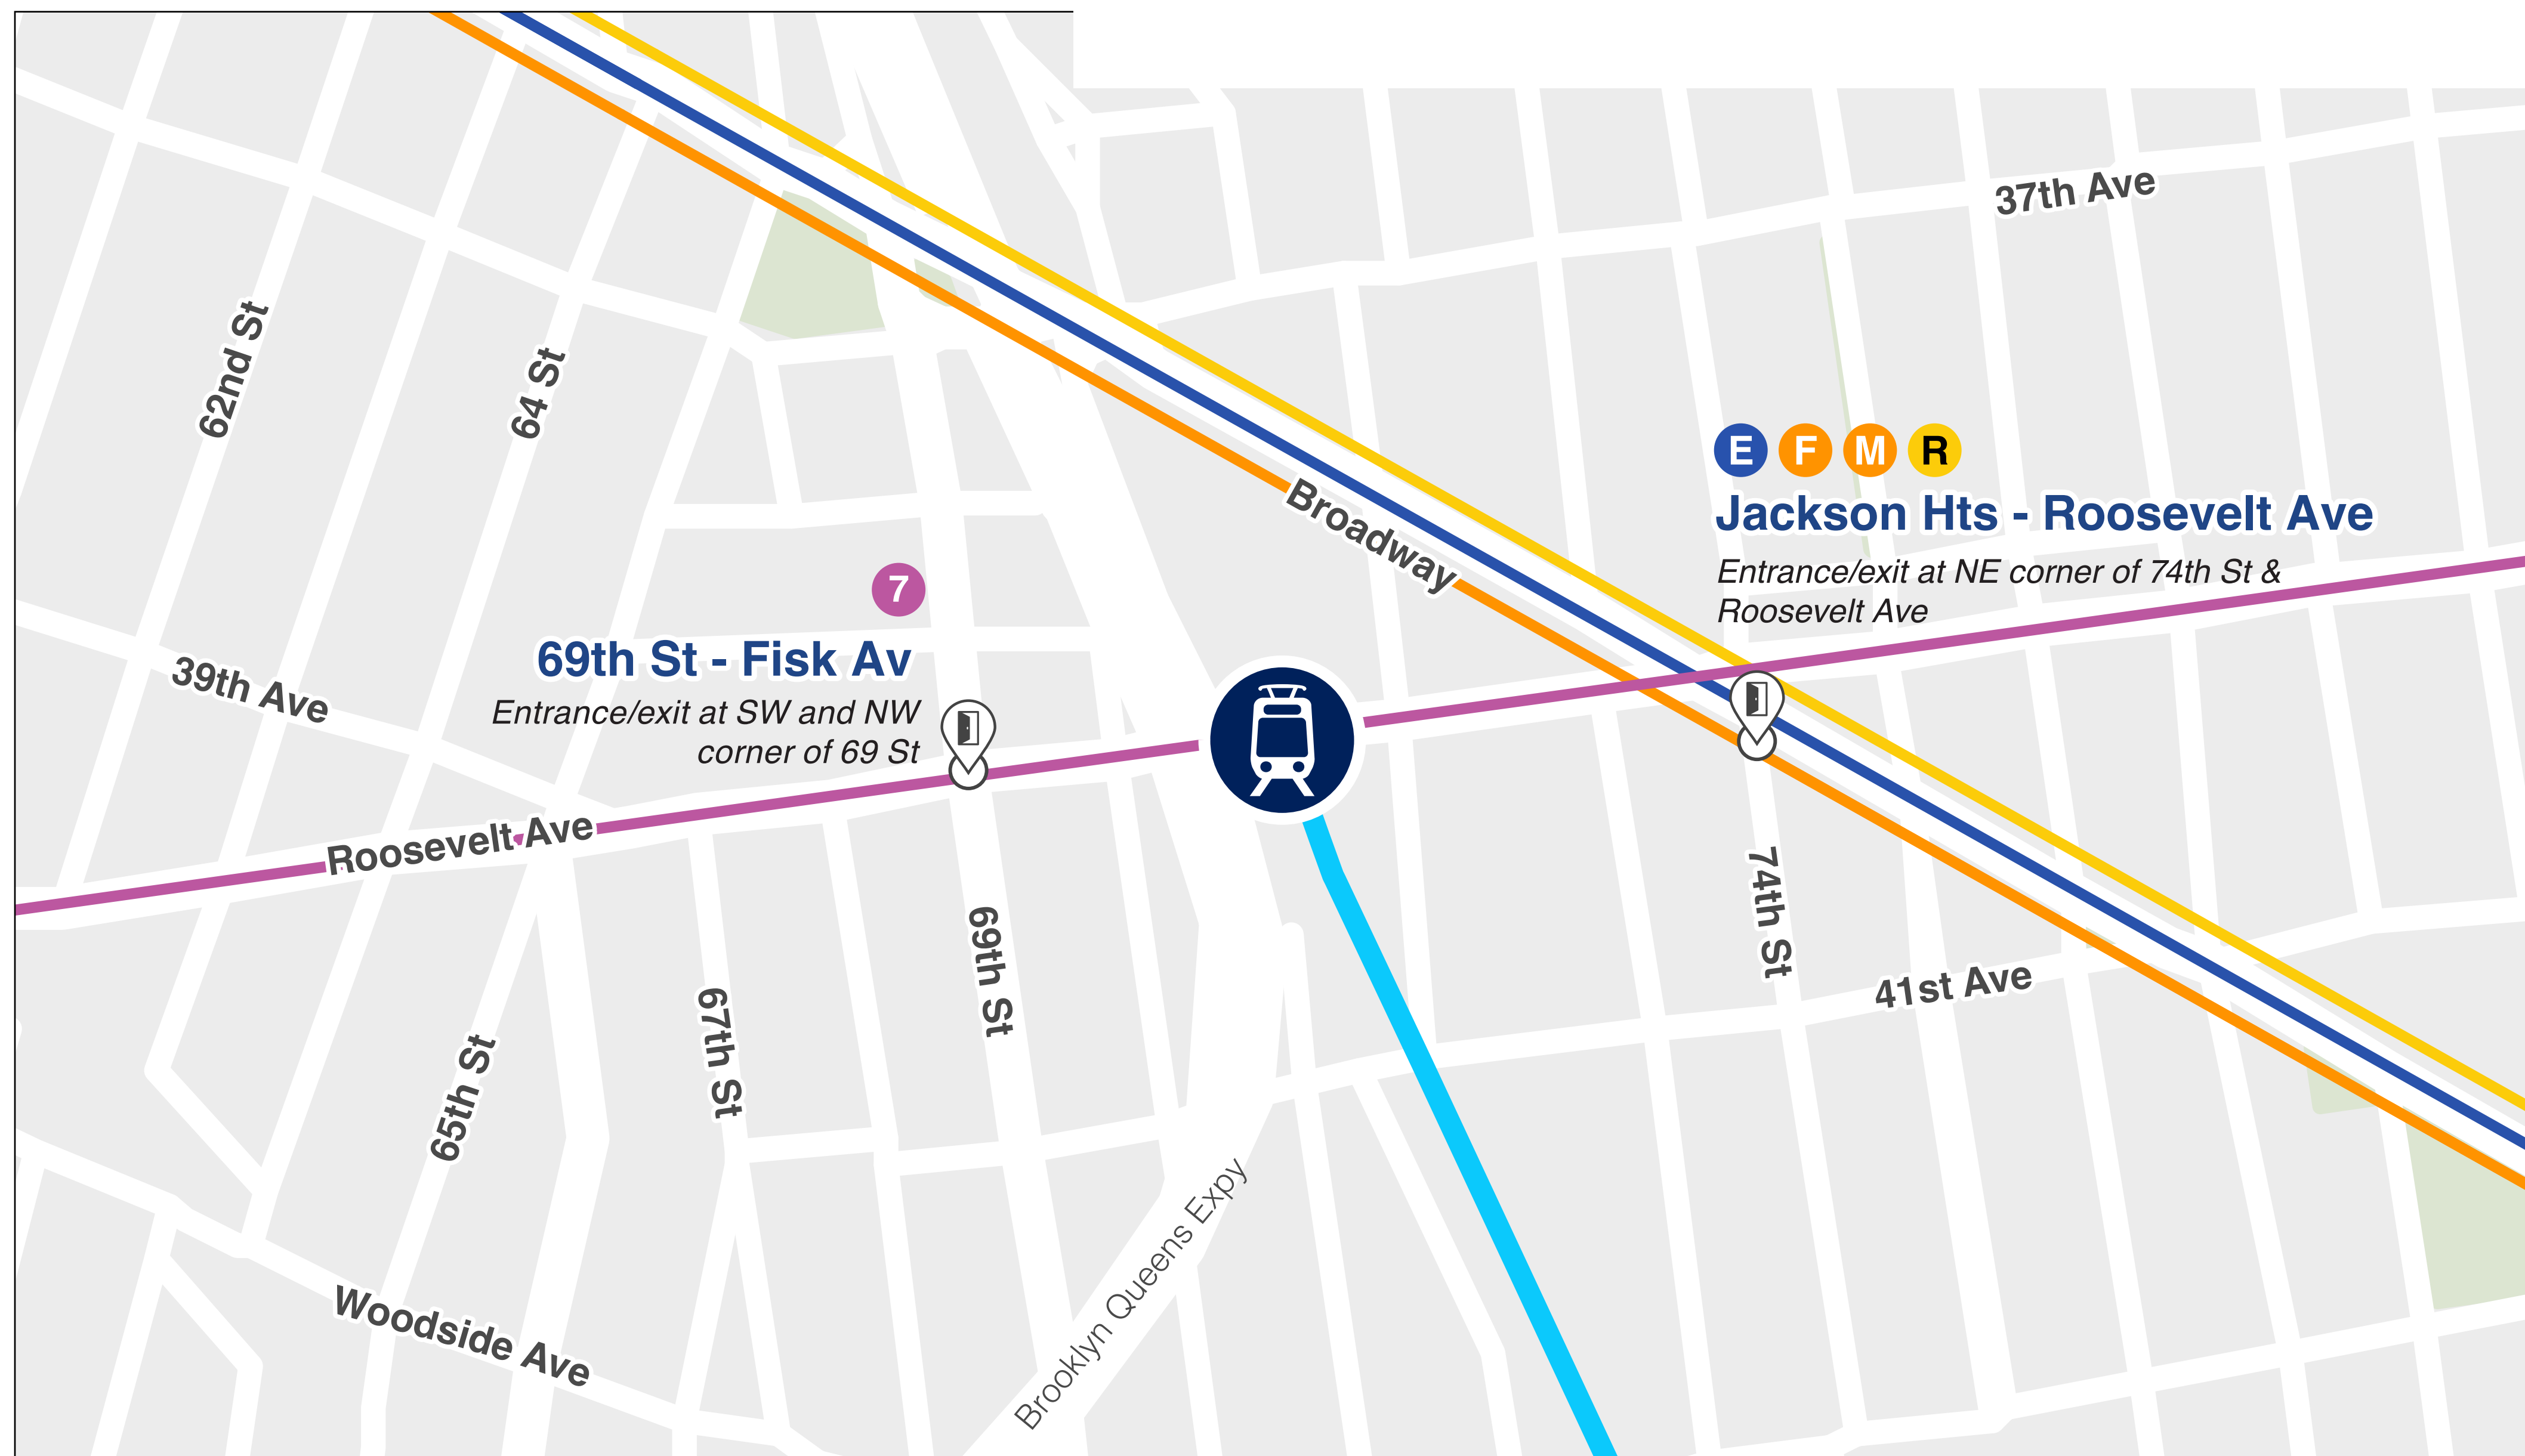 37th Ave
62nd St
64 St
E F M R
Jackson Hts - Roosevelt Ave
Entrance/exit at NE corner of 74th St &
Roosevelt Ave
Broadway
7
69th St - Fisk Av
Entrance/exit at SW and NW
corner of 69 St
39th Ave
Roosevelt Ave
74th St
69th St
41st Ave
67th St
65th St
Brooklyn Queens Expy
Woodside Ave